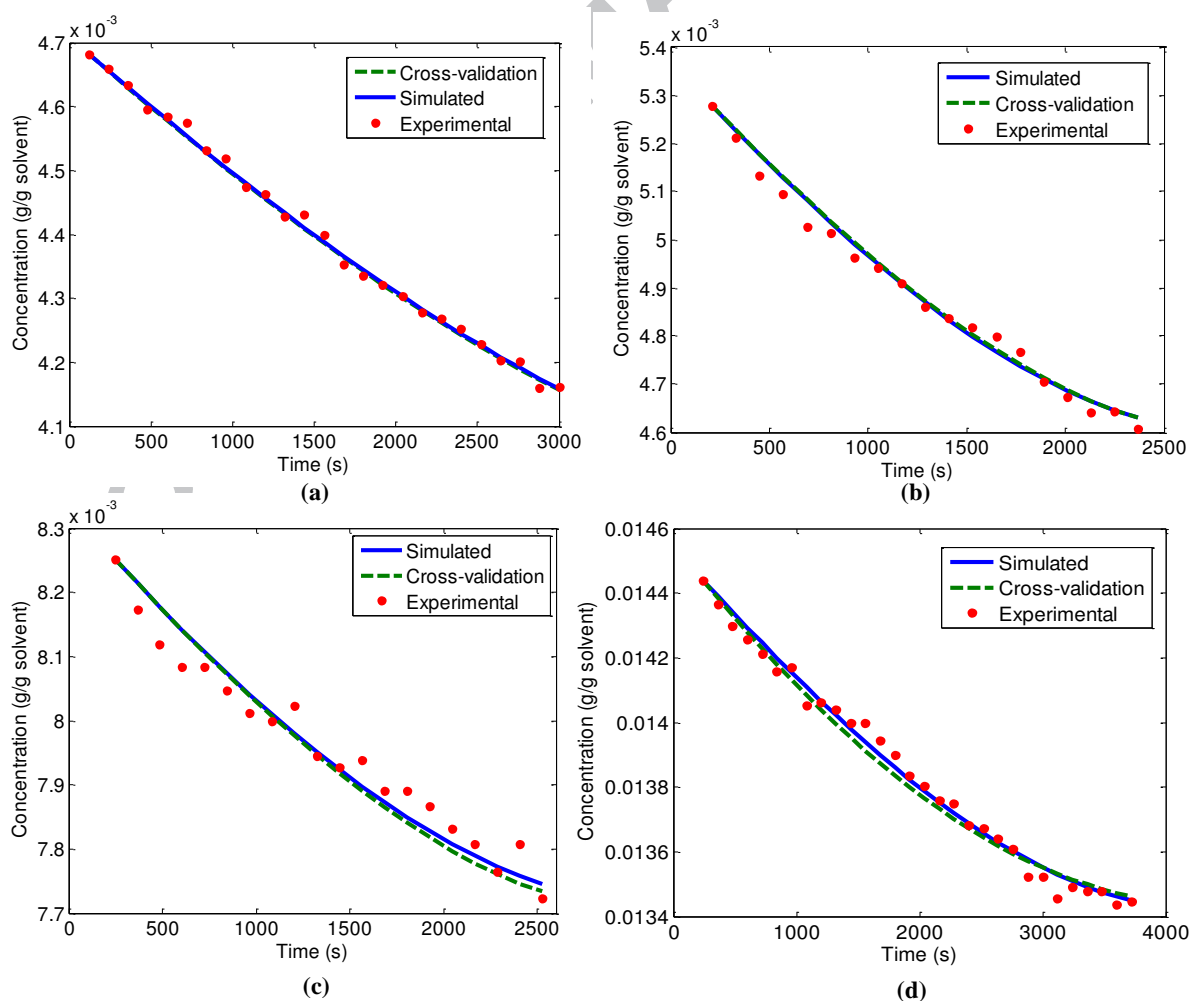 x 10⁻³
4.7
4.6
4.5
4.4
4.3
4.2
4.1
0 500 1000 1500 2000 2500 3000
Concentration (g/g solvent)
Time (s)
Cross-validation
Simulated
Experimental
(a)
x 10⁻³
5.4
5.3
5.2
5.1
5
4.9
4.8
4.7
4.6
0 500 1000 1500 2000 2500
Concentration (g/g solvent)
Time (s)
Simulated
Cross-validation
Experimental
(b)
x 10⁻³
8.3
8.2
8.1
8
7.9
7.8
7.7
0 500 1000 1500 2000 2500
Concentration (g/g solvent)
Time (s)
Simulated
Cross-validation
Experimental
(c)
0.0146
0.0144
0.0142
0.014
0.0138
0.0136
0.0134
0 1000 2000 3000 4000
Concentration (g/g solvent)
Time (s)
Simulated
Cross-validation
Experimental
(d)